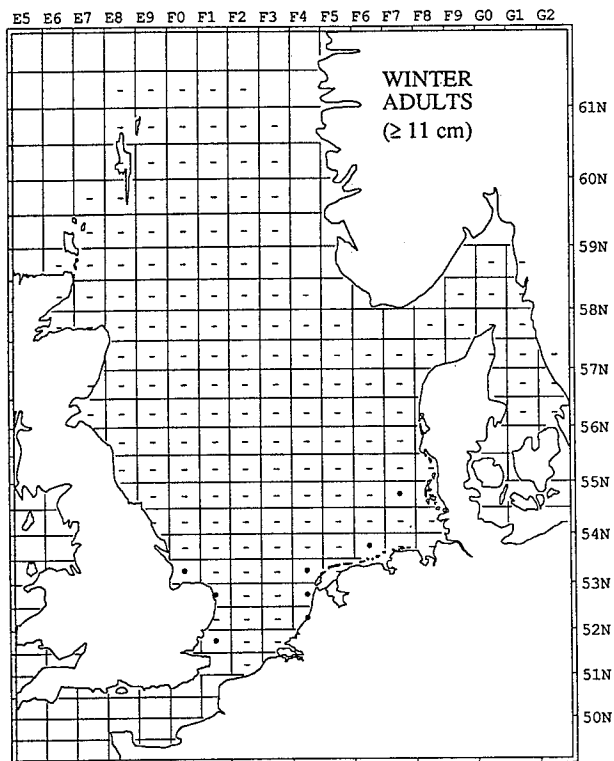 E5 E6 E7 E8 E9 F0 F1 F2 F3 F4 F5 F6 F7 F8 F9 G0 G1 G2
WINTER
ADULTS
(≥ 11 cm)
61N
60N
59N
58N
57N
56N
55N
54N
53N
52N
51N
50N